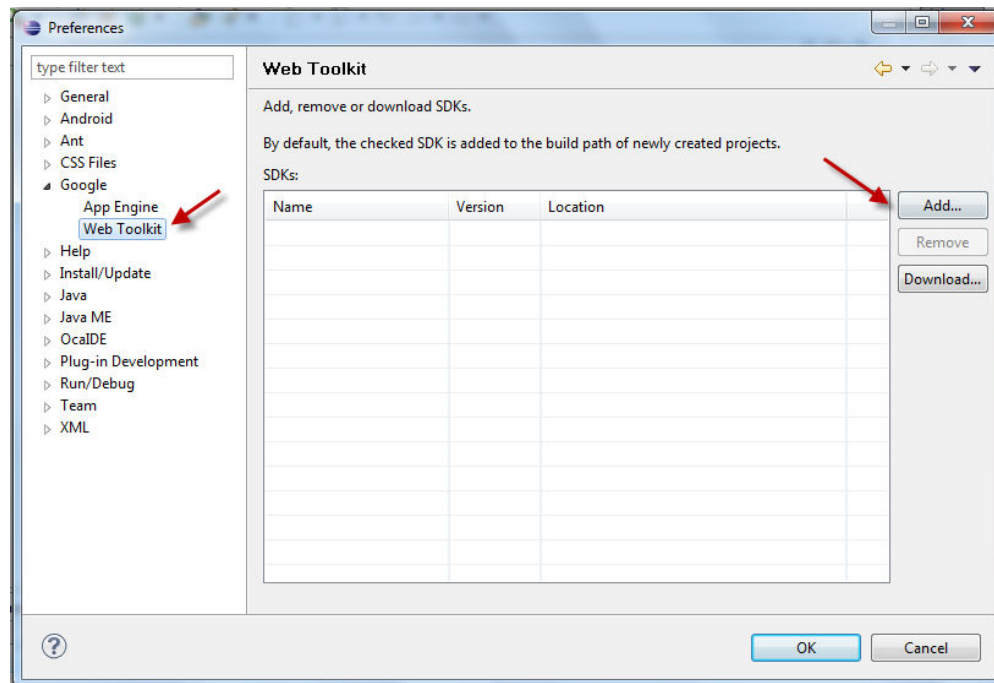 Preferences
type filter text
General
Android
Ant
CSS Files
Google
App Engine
Web Toolkit
Help
Install/Update
Java
Java ME
OcaIDE
Plug-in Development
Run/Debug
Team
XML
Web Toolkit
Add, remove or download SDKs.
By default, the checked SDK is added to the build path of newly created projects.
SDKs:
Name Version Location
Add...
Remove
Download...
?
OK Cancel